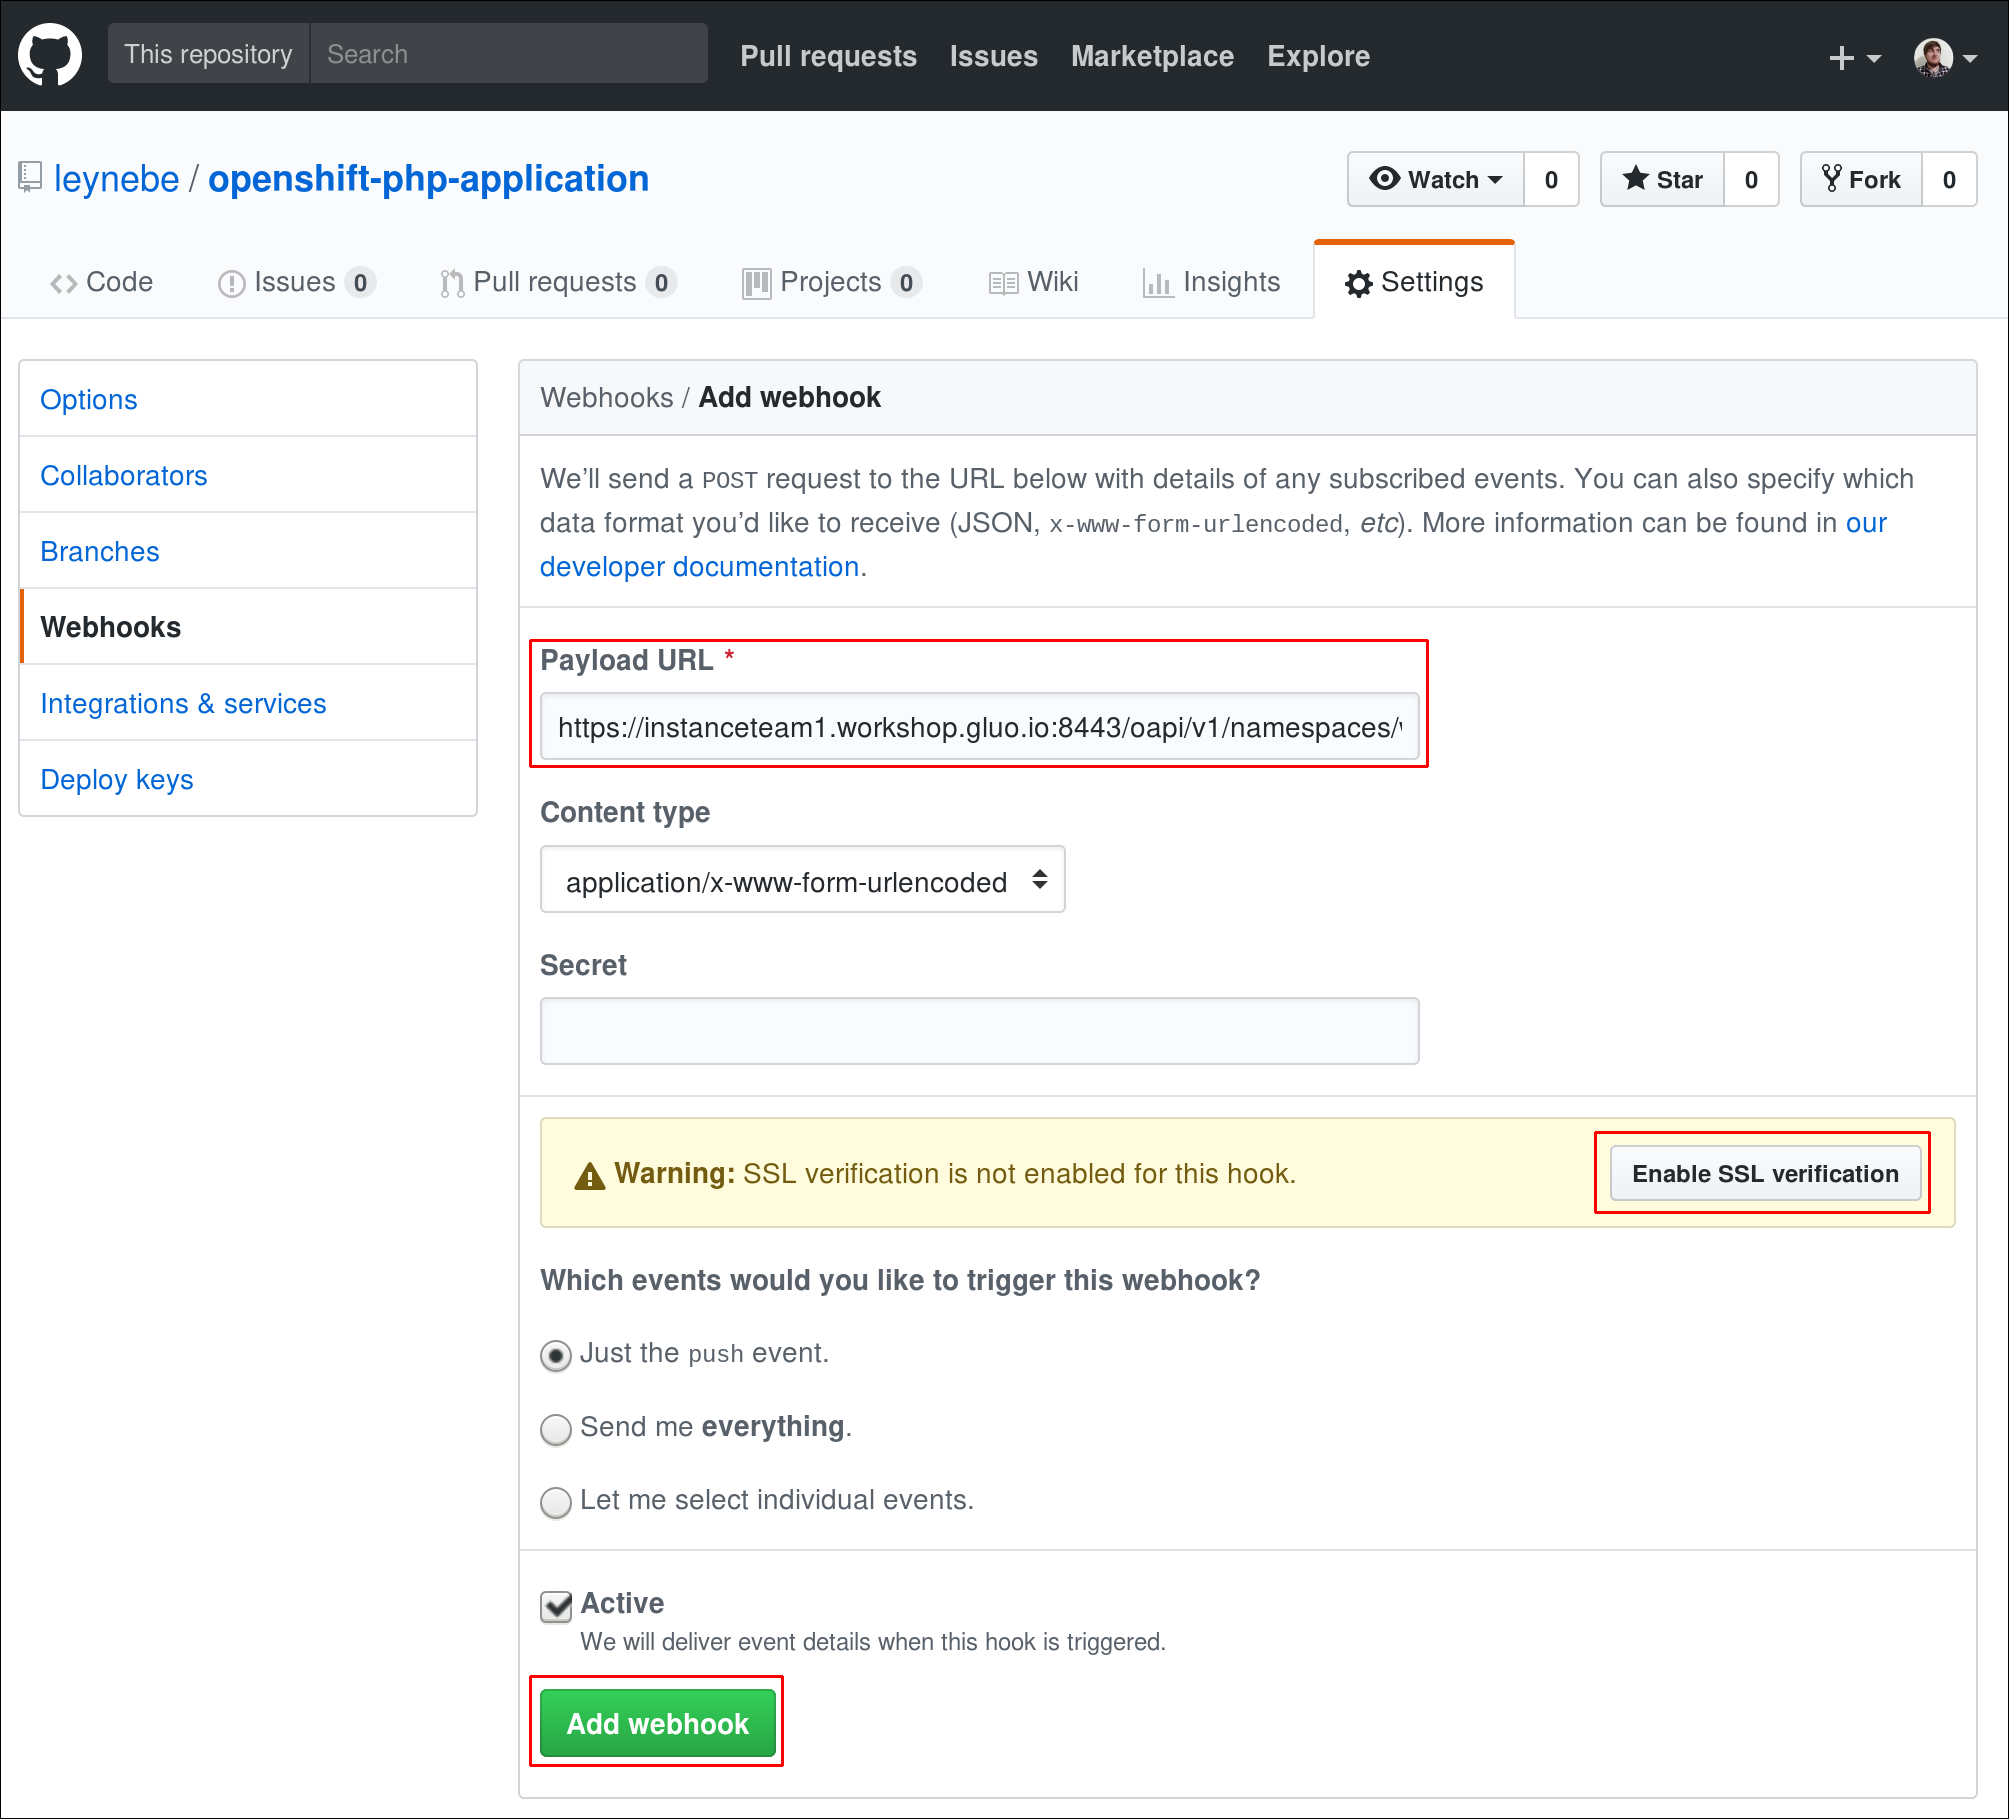 This repository Search Pull requests Issues Marketplace Explore
leynebe / openshift-php-application Watch 0 Star 0 Fork 0
Code Issues 0 Pull requests 0 Projects 0 Wiki Insights Settings
Options
Collaborators
Branches
Webhooks
Integrations & services
Deploy keys
Webhooks / Add webhook
We’ll send a POST request to the URL below with details of any subscribed events. You can also specify which
data format you’d like to receive (JSON, x-www-form-urlencoded, etc). More information can be found in our
developer documentation.
Payload URL *
https://instanceteam1.workshop.gluo.io:8443/oapi/v1/namespaces/
Content type
application/x-www-form-urlencoded
Secret
Warning: SSL verification is not enabled for this hook. Enable SSL verification
Which events would you like to trigger this webhook?
Just the push event.
Send me everything.
Let me select individual events.
Active
We will deliver event details when this hook is triggered.
Add webhook